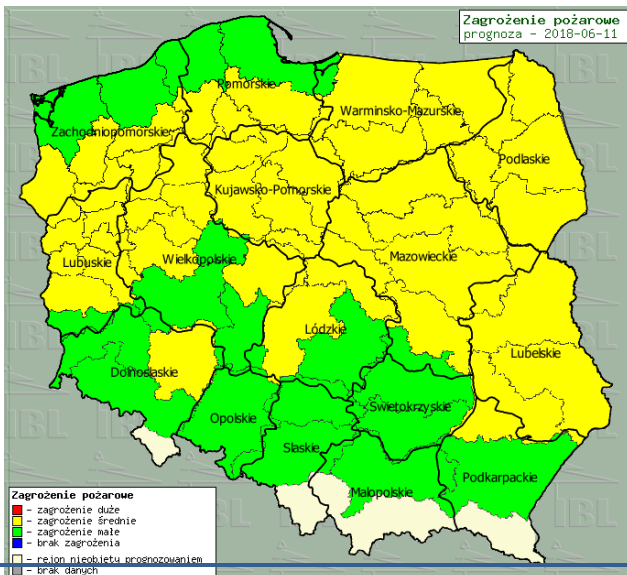 Zagrożenie pożarowe
prognoza - 2018-06-11
Pomorskie
Warminsko-Mazurskie
Zachodniopomorskie
Podlaskie
Kujawsko-Pomorskie
Wielkopolskie
Mazowieckie
Lubuskie
Lódzkie
Lubelskie
Dolnoslaskie
Swietokrzyskie
Opolskie
Slaskie
Podkarpackie
Malopolskie
Zagrożenie pożarowe
- zagrożenie duże
- zagrożenie średnie
- zagrożenie małe
- brak zagrożenia
- rejon nieobjęty prognozowaniem
- brak danych
IBL